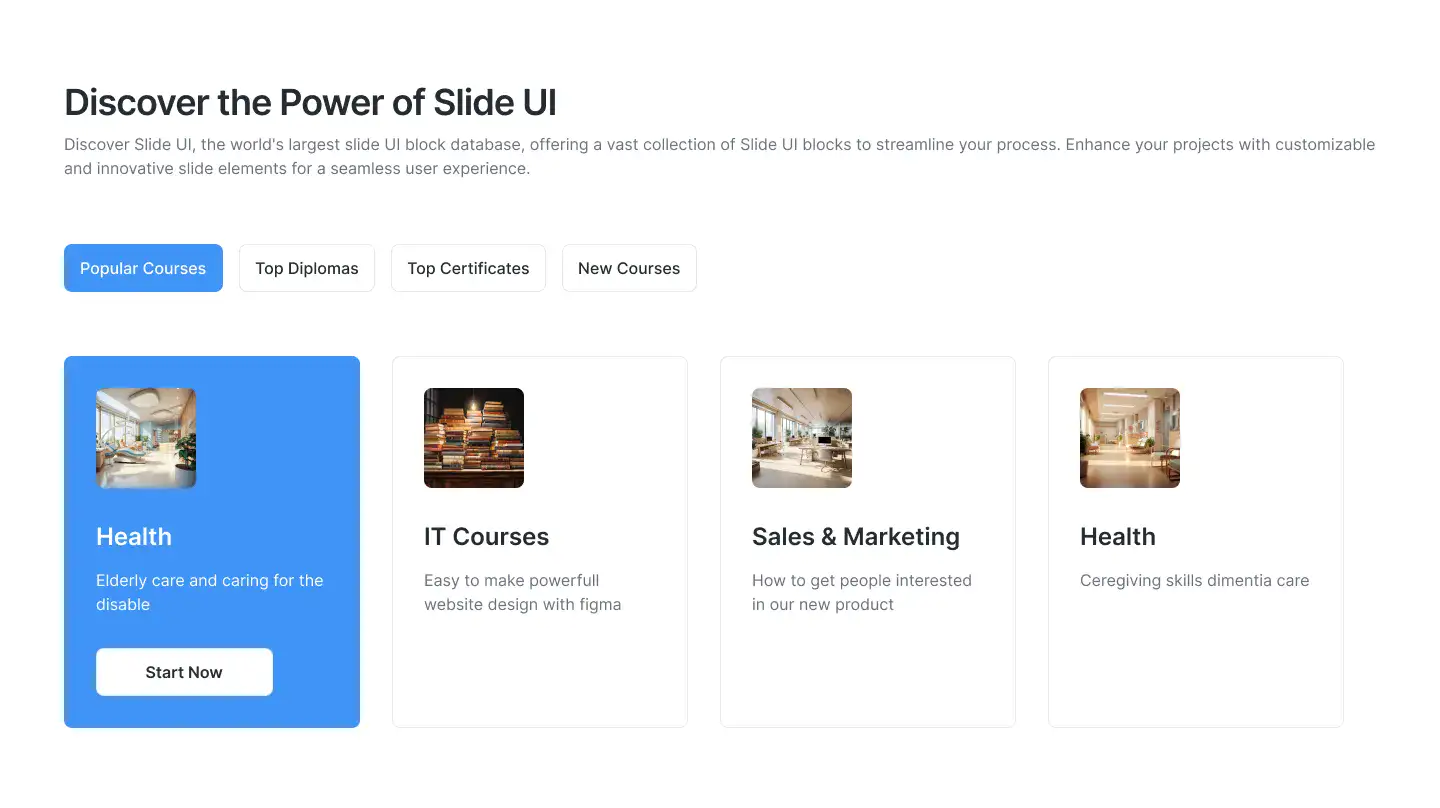 Discover the Power of Slide UI
Discover Slide UI, the world's largest slide UI block database, offering a vast collection of Slide UI blocks to streamline your process. Enhance your projects with customizable
and innovative slide elements for a seamless user experience.
Popular Courses
Top Diplomas
Top Certificates
New Courses
Health
Elderly care and caring for the
disable
Start Now
IT Courses
Easy to make powerfull
website design with figma
Sales & Marketing
How to get people interested
in our new product
Health
Ceregiving skills dimentia care